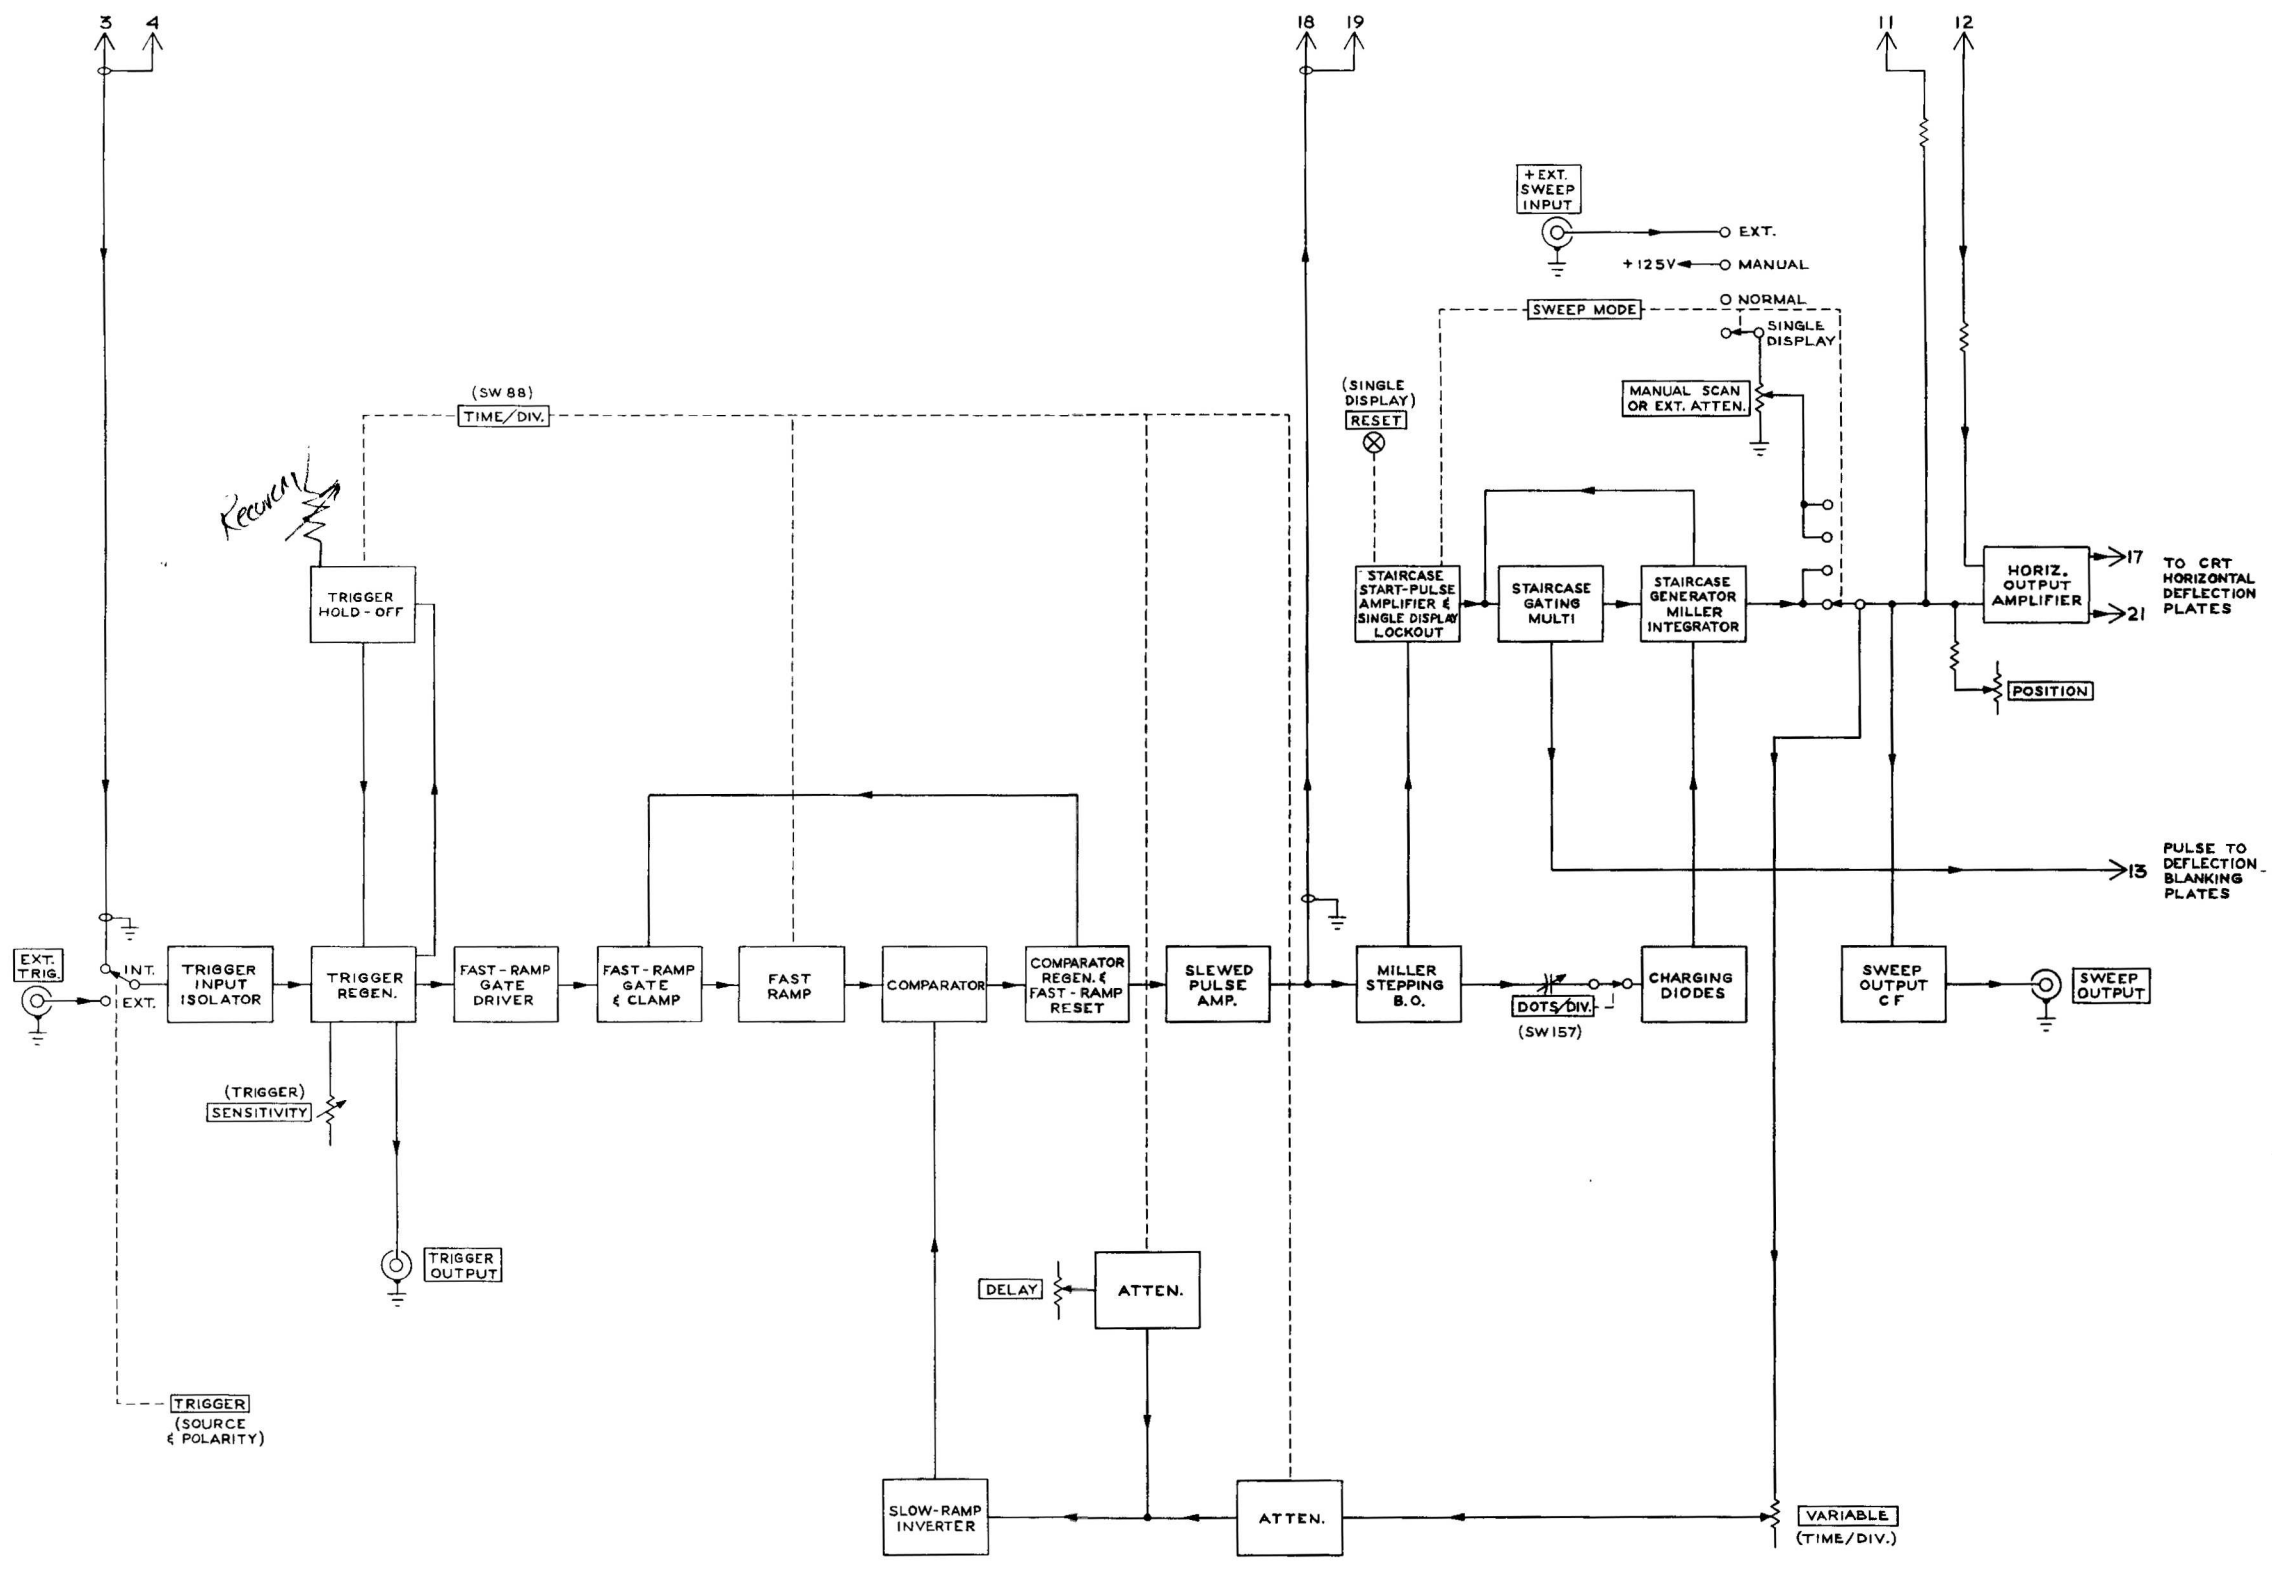 3
4
18
19
11
12
+ EXT.
SWEEP
INPUT
EXT.
+125V
MANUAL
NORMAL
SWEEP MODE
SINGLE
DISPLAY
(SW 88)
TIME/DIV.
(SINGLE
DISPLAY)
RESET
MANUAL SCAN
OR EXT. ATTEN.
TRIGGER
HOLD-OFF
STAIRCASE
START-PULSE
AMPLIFIER &
SINGLE DISPLAY
LOCKOUT
STAIRCASE
GATING
MULTI
STAIRCASE
GENERATOR
MILLER
INTEGRATOR
HORIZ.
OUTPUT
AMPLIFIER
17
21
TO CRT
HORIZONTAL
DEFLECTION
PLATES
POSITION
13
PULSE TO
DEFLECTION
BLANKING
PLATES
EXT.
TRIG.
INT.
EXT.
TRIGGER
INPUT
ISOLATOR
TRIGGER
REGEN.
FAST-RAMP
GATE
DRIVER
FAST-RAMP
GATE
& CLAMP
FAST
RAMP
COMPARATOR
COMPARATOR
REGEN. &
FAST-RAMP
RESET
SLEWED
PULSE
AMP.
MILLER
STEPPING
B.O.
DOTS/DIV.
(SW157)
CHARGING
DIODES
SWEEP
OUTPUT
CF
SWEEP
OUTPUT
(TRIGGER)
SENSITIVITY
TRIGGER
OUTPUT
DELAY
ATTEN.
TRIGGER
(SOURCE
& POLARITY)
SLOW-RAMP
INVERTER
ATTEN.
VARIABLE
(TIME/DIV.)